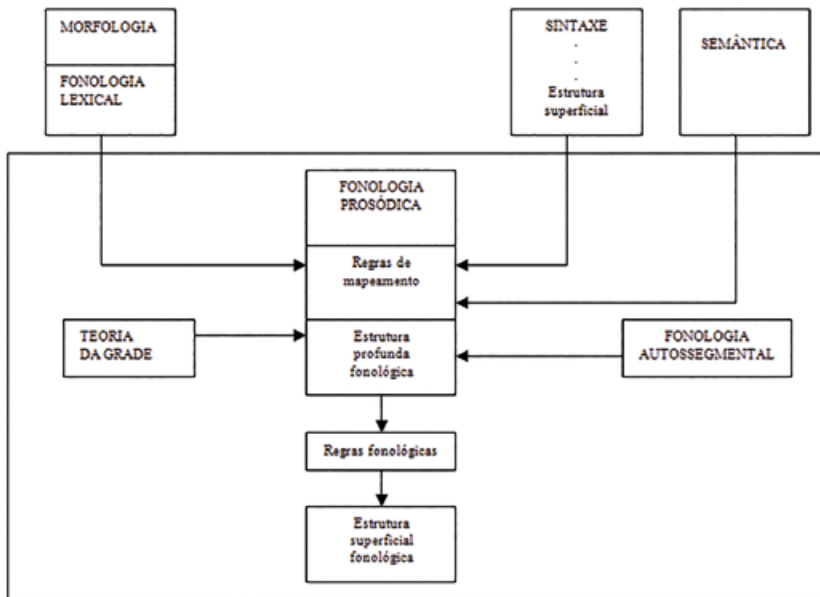 MORFOLOGIA
FONOLOGIA
LEXICAL
SINTAXE
.
.
.
Estrutura
superficial
SEMÂNTICA
FONOLOGIA
PROSÓDICA
Regras de
mapeamento
TEORIA
DA GRADE
Estrutura
profunda
fonológica
FONOLOGIA
AUTOSSEGMENTAL
Regras fonológicas
Estrutura
superficial
fonológica